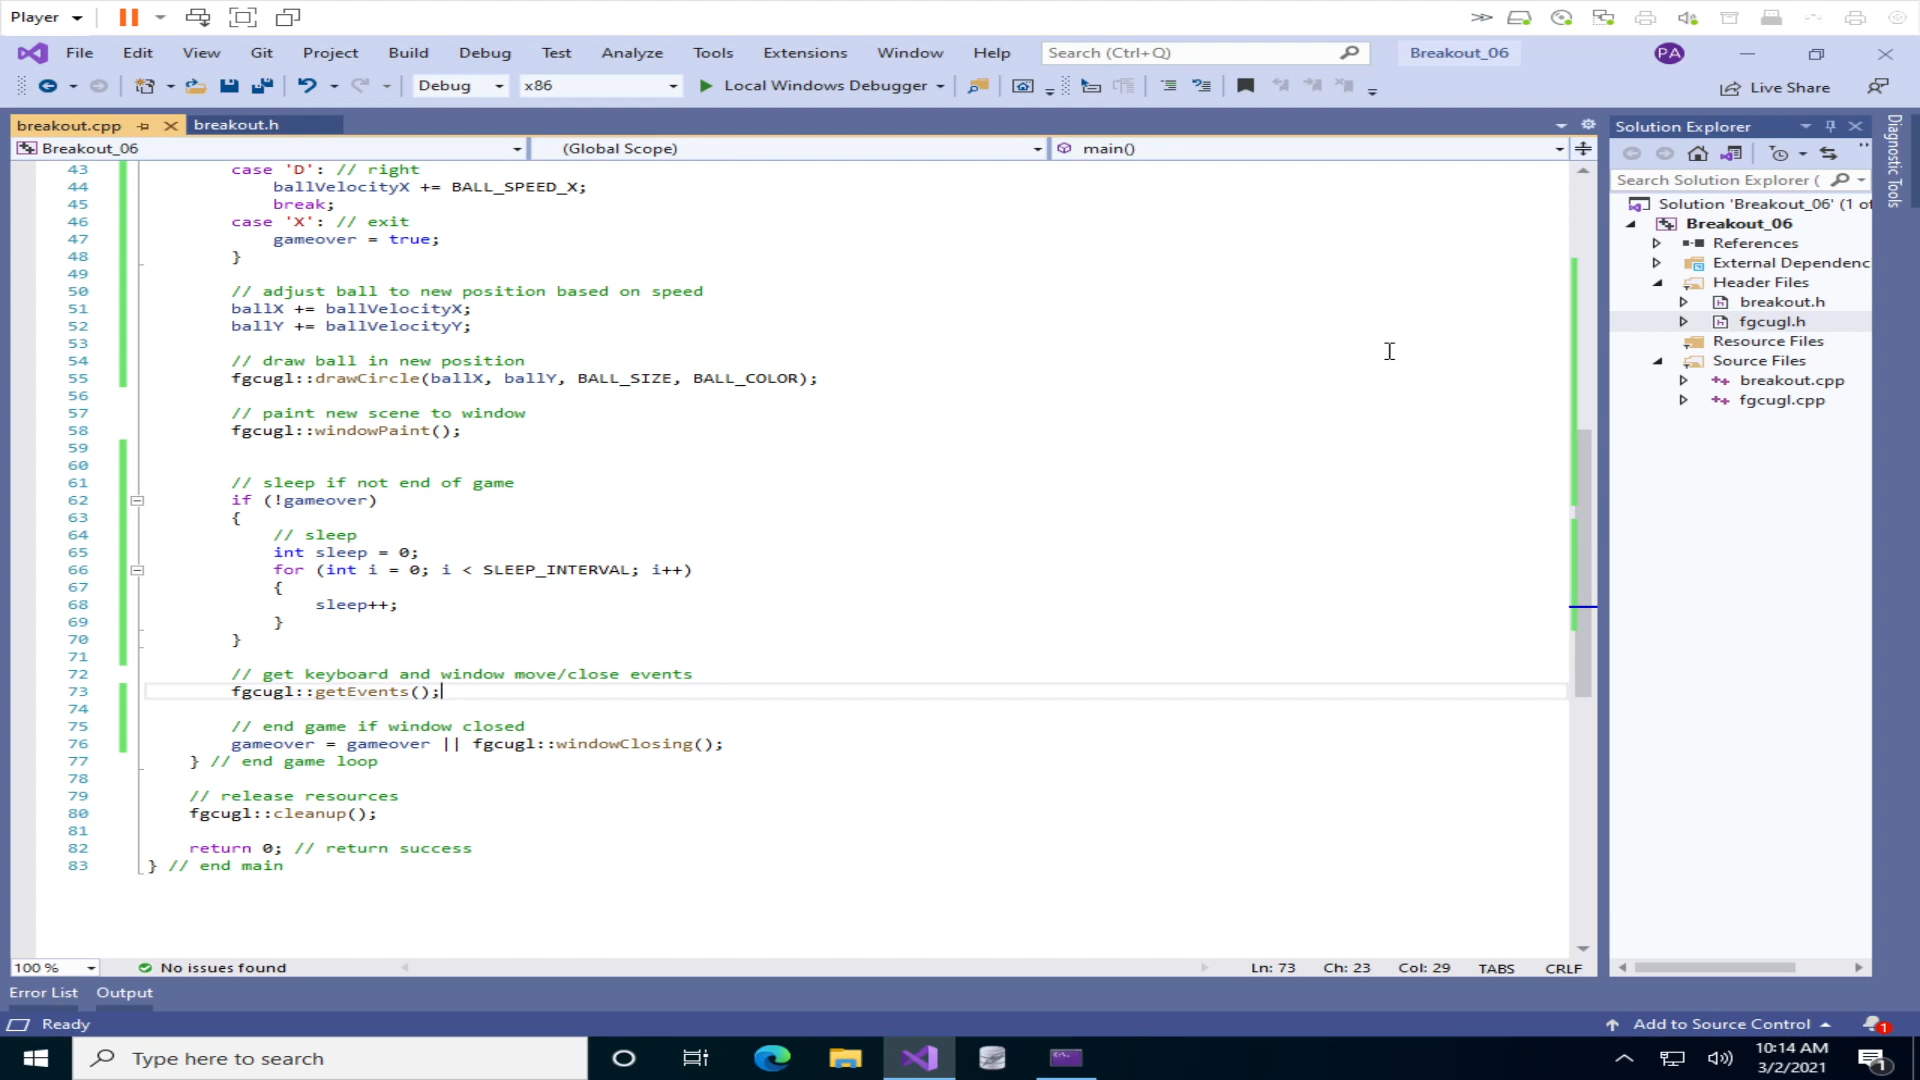 Player
File Edit View Git Project Build Debug Test Analyze Tools Extensions Window Help Search (Ctrl+Q) Breakout_06 PA
Debug x86 Local Windows Debugger Live Share
breakout.cpp breakout.h
Breakout_06 (Global Scope) main()
43 case 'D': // right
44 ballVelocityX += BALL_SPEED_X;
45 break;
46 case 'X': // exit
47 gameover = true;
48 }
49
50 // adjust ball to new position based on speed
51 ballX += ballVelocityX;
52 ballY += ballVelocityY;
53
54 // draw ball in new position
55 fgcugl::drawCircle(ballX, ballY, BALL_SIZE, BALL_COLOR);
56
57 // paint new scene to window
58 fgcugl::windowPaint();
59
60
61 // sleep if not end of game
62 if (!gameover)
63 {
64 // sleep
65 int sleep = 0;
66 for (int i = 0; i < SLEEP_INTERVAL; i++)
67 {
68 sleep++;
69 }
70 }
71
72 // get keyboard and window move/close events
73 fgcugl::getEvents();
74
75 // end game if window closed
76 gameover = gameover || fgcugl::windowClosing();
77 } // end game loop
78
79 // release resources
80 fgcugl::cleanup();
81
82 return 0; // return success
83 } // end main
100 % No issues found Ln: 73 Ch: 23 Col: 29 TABS CRLF
Solution Explorer
Search Solution Explorer (
Solution 'Breakout_06' (1 of
Breakout_06
References
External Dependenc
Header Files
breakout.h
fgcugl.h
Resource Files
Source Files
breakout.cpp
fgcugl.cpp
Diagnostic Tools
Error List Output
Ready Add to Source Control 1
Type here to search
10:14 AM
3/2/2021
1